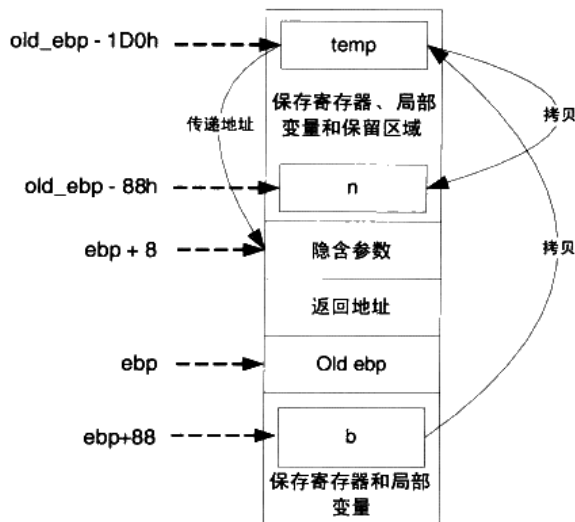 old_ebp - 1D0h
temp
保存寄存器、局部
变量和保留区域
传递地址
拷贝
old_ebp - 88h
n
ebp + 8
隐含参数
拷贝
返回地址
ebp
Old ebp
ebp+88
b
保存寄存器和局部
变量